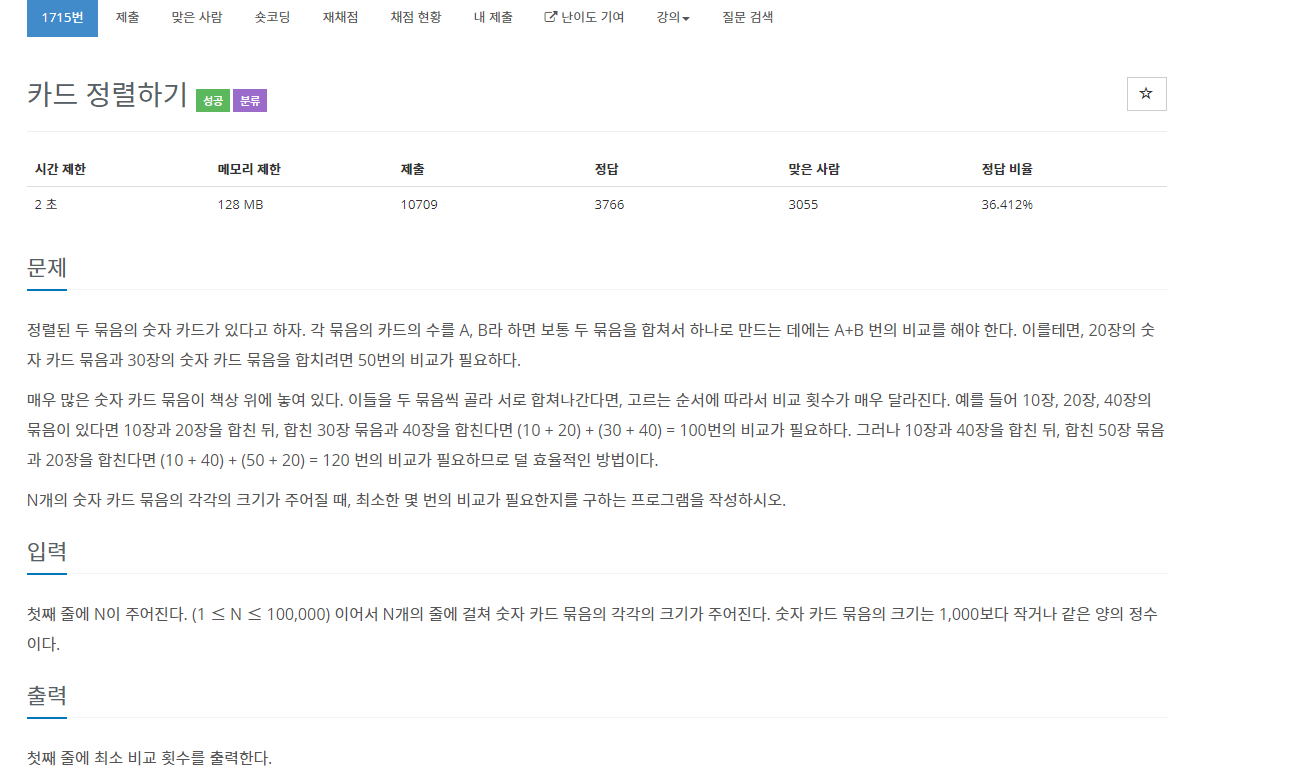 1715번 제출 맞은 사람 숏코딩 재채점 채점 현황 내 제출 난이도 기여 강의 질문 검색
카드 정렬하기 성공 분류
시간 제한 메모리 제한 제출 정답 맞은 사람 정답 비율
2 초 128 MB 10709 3766 3055 36.412%
문제
정렬된 두 묶음의 숫자 카드가 있다고 하자. 각 묶음의 카드의 수를 A, B라 하면 보통 두 묶음을 합쳐서 하나로 만드는 데에는 A+B 번의 비교를 해야 한다. 이를테면, 20장의 숫
자 카드 묶음과 30장의 숫자 카드 묶음을 합치려면 50번의 비교가 필요하다.
매우 많은 숫자 카드 묶음이 책상 위에 놓여 있다. 이들을 두 묶음씩 골라 서로 합쳐나간다면, 고르는 순서에 따라서 비교 횟수가 매우 달라진다. 예를 들어 10장, 20장, 40장의
묶음이 있다면 10장과 20장을 합친 뒤, 합친 30장 묶음과 40장을 합친다면 (10 + 20) + (30 + 40) = 100번의 비교가 필요하다. 그러나 10장과 40장을 합친 뒤, 합친 50장 묶음
과 20장을 합친다면 (10 + 40) + (50 + 20) = 120 번의 비교가 필요하므로 덜 효율적인 방법이다.
N개의 숫자 카드 묶음의 각각의 크기가 주어질 때, 최소한 몇 번의 비교가 필요한지를 구하는 프로그램을 작성하시오.
입력
첫째 줄에 N이 주어진다. (1 ≤ N ≤ 100,000) 이어서 N개의 줄에 걸쳐 숫자 카드 묶음의 각각의 크기가 주어진다. 숫자 카드 묶음의 크기는 1,000보다 작거나 같은 양의 정수
이다.
출력
첫째 줄에 최소 비교 횟수를 출력한다.